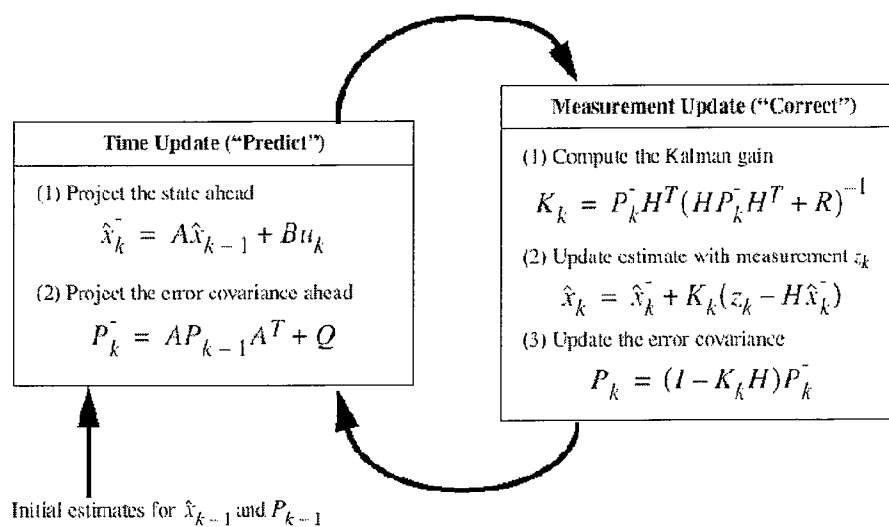 Time Update (“Predict”)
(1) Project the state ahead
x̂ₖ⁻ = Ax̂ₖ₋₁ + Buₖ
(2) Project the error covariance ahead
Pₖ⁻ = APₖ₋₁Aᵀ + Q
Measurement Update (“Correct”)
(1) Compute the Kalman gain
Kₖ = Pₖ⁻Hᵀ(HPₖ⁻Hᵀ + R)⁻¹
(2) Update estimate with measurement zₖ
x̂ₖ = x̂ₖ⁻ + Kₖ(zₖ − Hx̂ₖ⁻)
(3) Update the error covariance
Pₖ = (I − KₖH)Pₖ⁻
Initial estimates for x̂ₖ₋₁ and Pₖ₋₁